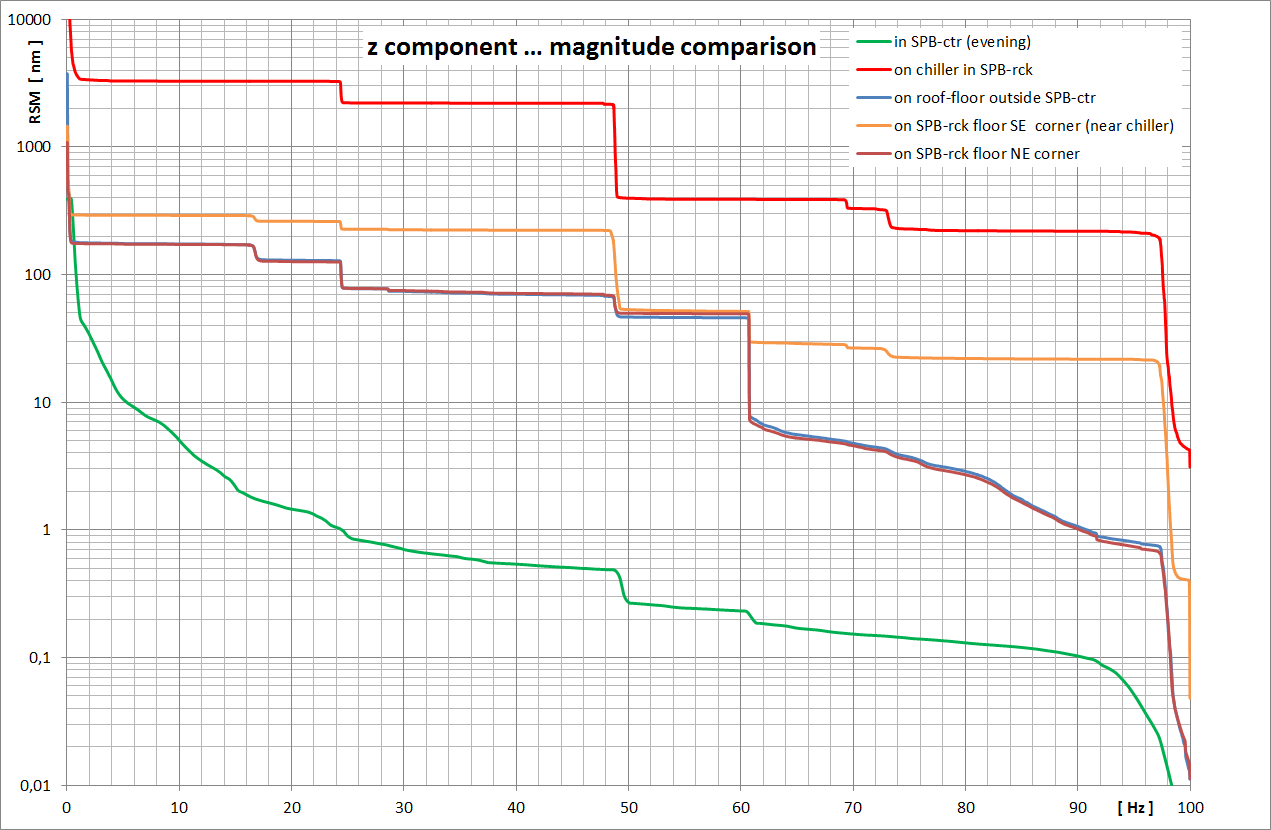 z component ... magnitude comparison
RSM [ nm ]
10000
1000
100
10
1
0,1
0,01
in SPB-ctr (evening)
on chiller in SPB-rck
on roof-floor outside SPB-ctr
on SPB-rck floor SE  corner (near chiller)
on SPB-rck floor NE corner
0 10 20 30 40 50 60 70 80 90 [ Hz ] 100